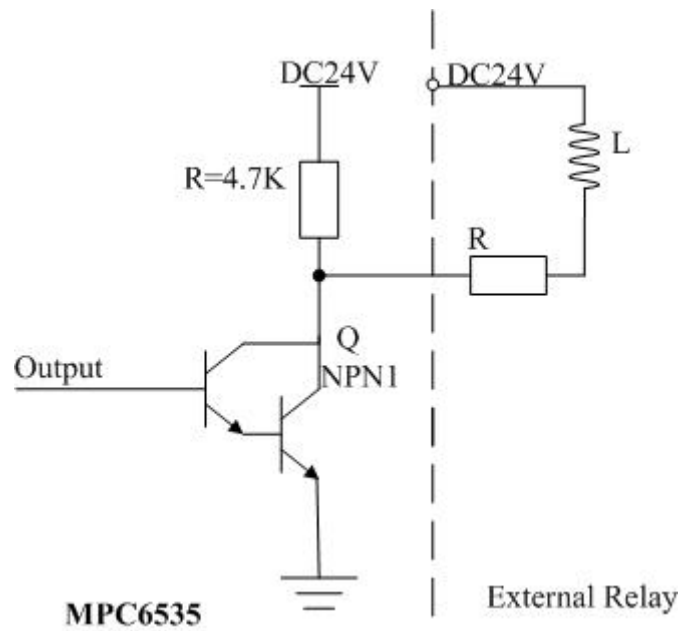 DC24V
DC24V
L
R=4.7K
R
Q
NPN1
Output
MPC6535
External Relay